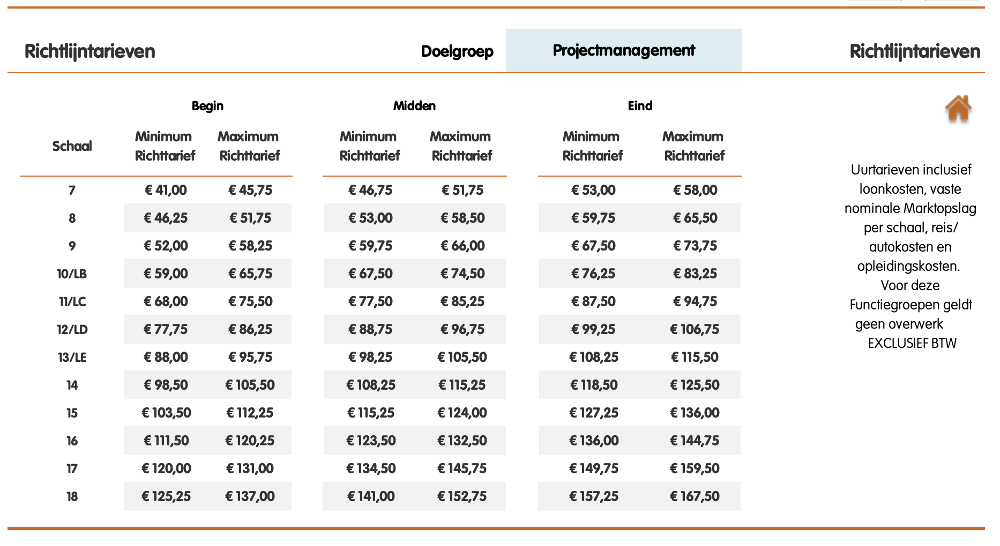 Richtlijntarieven Doelgroep Projectmanagement Richtlijntarieven
Begin Midden Eind
Schaal Minimum Richttarief Maximum Richttarief Minimum Richttarief Maximum Richttarief Minimum Richttarief Maximum Richttarief
7 € 41,00 € 45,75 € 46,75 € 51,75 € 53,00 € 58,00
8 € 46,25 € 51,75 € 53,00 € 58,50 € 59,75 € 65,50
9 € 52,00 € 58,25 € 59,75 € 66,00 € 67,50 € 73,75
10/LB € 59,00 € 65,75 € 67,50 € 74,50 € 76,25 € 83,25
11/LC € 68,00 € 75,50 € 77,50 € 85,25 € 87,50 € 94,75
12/LD € 77,75 € 86,25 € 88,75 € 96,75 € 99,25 € 106,75
13/LE € 88,00 € 95,75 € 98,25 € 105,50 € 108,25 € 115,50
14 € 98,50 € 105,50 € 108,25 € 115,25 € 118,50 € 125,50
15 € 103,50 € 112,25 € 115,25 € 124,00 € 127,25 € 136,00
16 € 111,50 € 120,25 € 123,50 € 132,50 € 136,00 € 144,75
17 € 120,00 € 131,00 € 134,50 € 145,75 € 149,75 € 159,50
18 € 125,25 € 137,00 € 141,00 € 152,75 € 157,25 € 167,50
Uurtarieven inclusief
loonkosten, vaste
nominale Marktopslag
per schaal, reis/
autokosten en
opleidingskosten.
Voor deze
Functiegroepen geldt
geen overwerk
EXCLUSIEF BTW